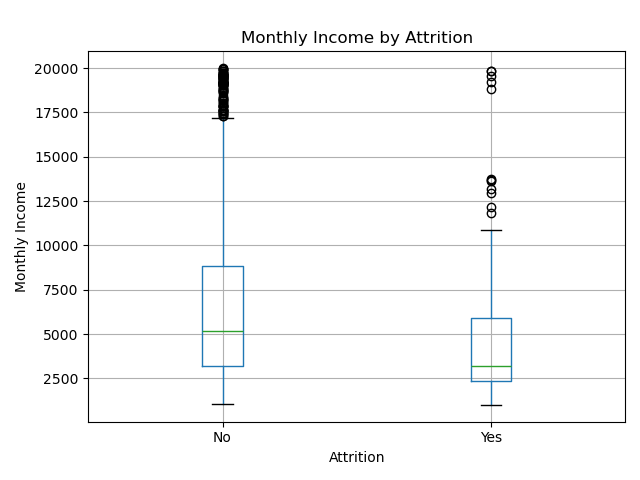 Monthly Income by Attrition
20000
17500
15000
12500
10000
7500
5000
2500
Monthly Income
No Yes
Attrition